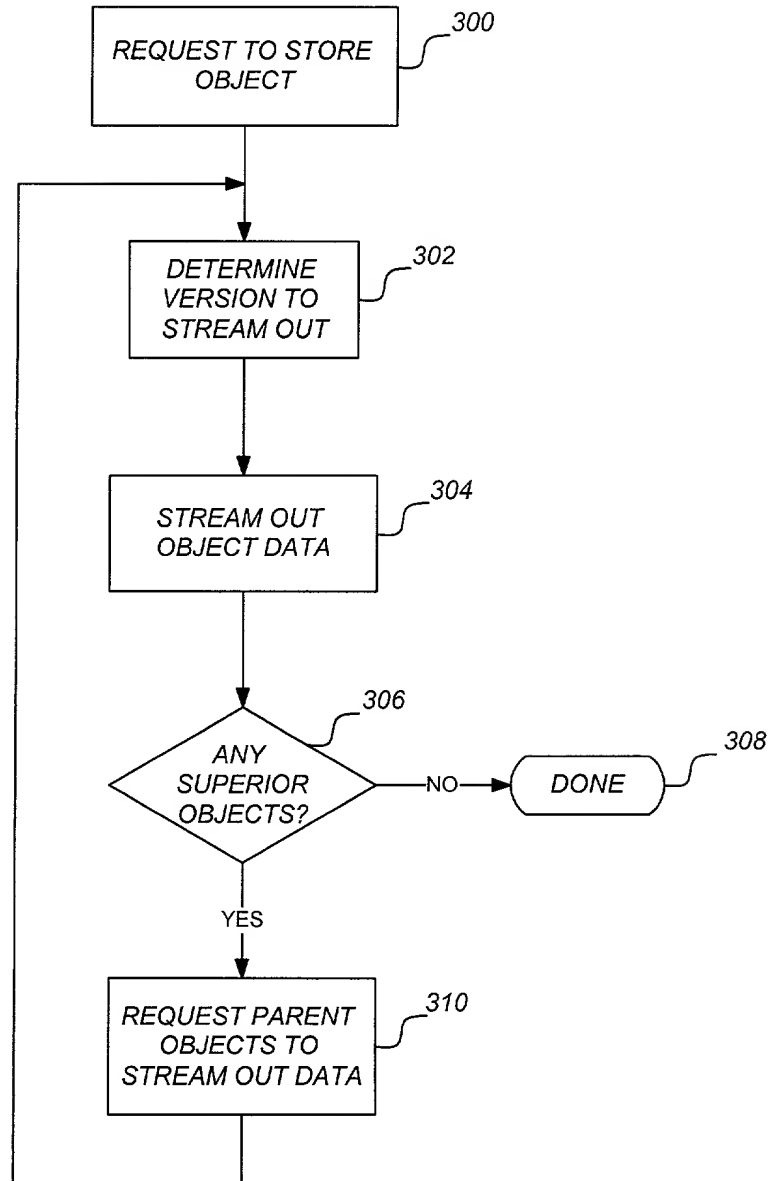 300
REQUEST TO STORE
OBJECT
302
DETERMINE
VERSION TO
STREAM OUT
304
STREAM OUT
OBJECT DATA
306
ANY
SUPERIOR
OBJECTS?
NO
DONE
308
YES
310
REQUEST PARENT
OBJECTS TO
STREAM OUT DATA